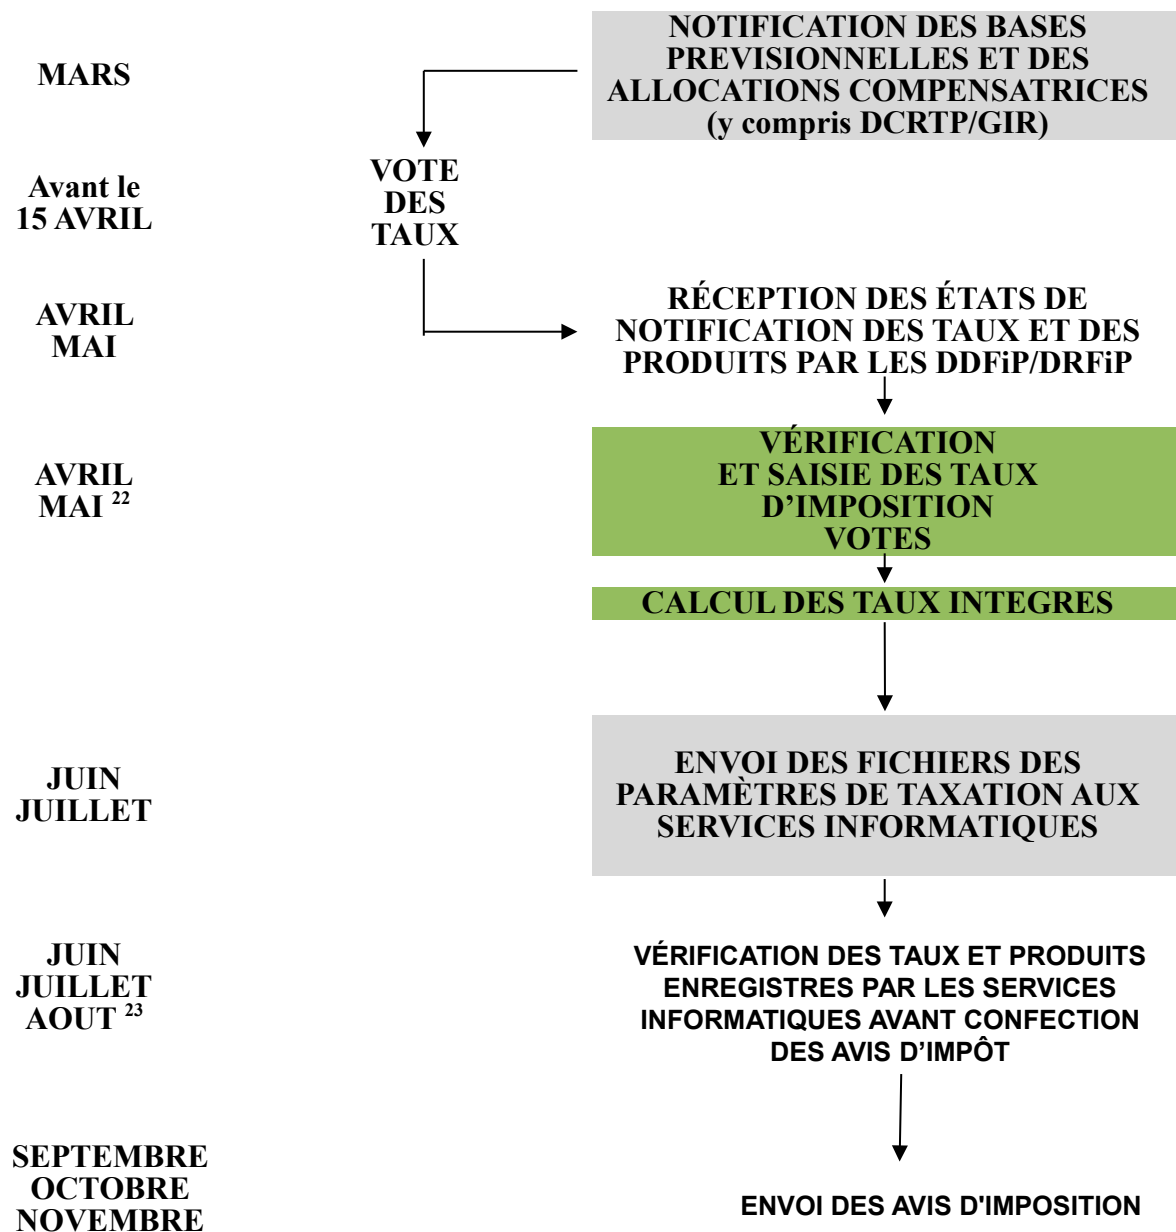 MARS
NOTIFICATION DES BASES
PREVISIONNELLES ET DES
ALLOCATIONS COMPENSATRICES
(y compris DCRTP/GIR)
Avant le
15 AVRIL
VOTE
DES
TAUX
AVRIL
MAI
RÉCEPTION DES ÉTATS DE
NOTIFICATION DES TAUX ET DES
PRODUITS PAR LES DDFiP/DRFiP
AVRIL
MAI 22
VÉRIFICATION
ET SAISIE DES TAUX
D’IMPOSITION
VOTES
CALCUL DES TAUX INTEGRES
JUIN
JUILLET
ENVOI DES FICHIERS DES
PARAMÈTRES DE TAXATION AUX
SERVICES INFORMATIQUES
JUIN
JUILLET
AOUT 23
VÉRIFICATION DES TAUX ET PRODUITS
ENREGISTRES PAR LES SERVICES
INFORMATIQUES AVANT CONFECTION
DES AVIS D’IMPÔT
SEPTEMBRE
OCTOBRE
NOVEMBRE
ENVOI DES AVIS D'IMPOSITION